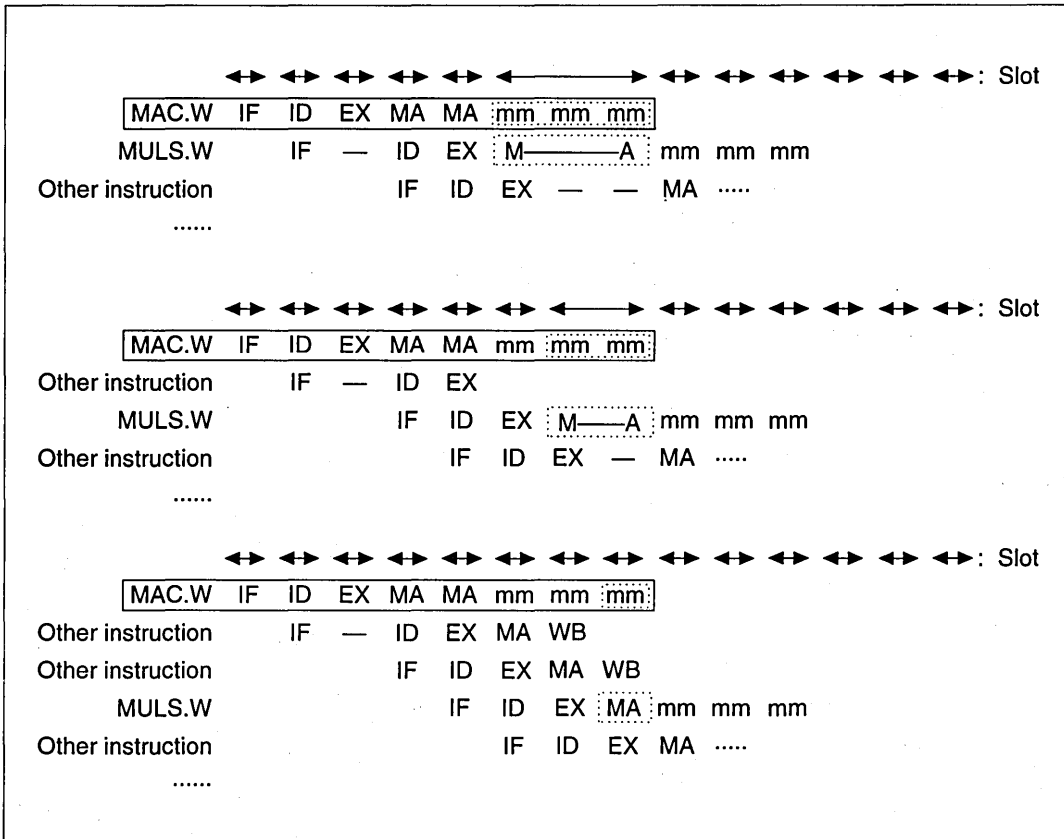 : Slot
MAC.W IF ID EX MA MA mm mm mm
MULS.W IF — ID EX M——A mm mm mm
Other instruction IF ID EX — — MA .....
......
: Slot
MAC.W IF ID EX MA MA mm mm mm
Other instruction IF — ID EX
MULS.W IF ID EX M——A mm mm mm
Other instruction IF ID EX — MA .....
......
: Slot
MAC.W IF ID EX MA MA mm mm mm
Other instruction IF — ID EX MA WB
Other instruction IF ID EX MA WB
MULS.W IF ID EX MA mm mm mm
Other instruction IF ID EX MA .....
......